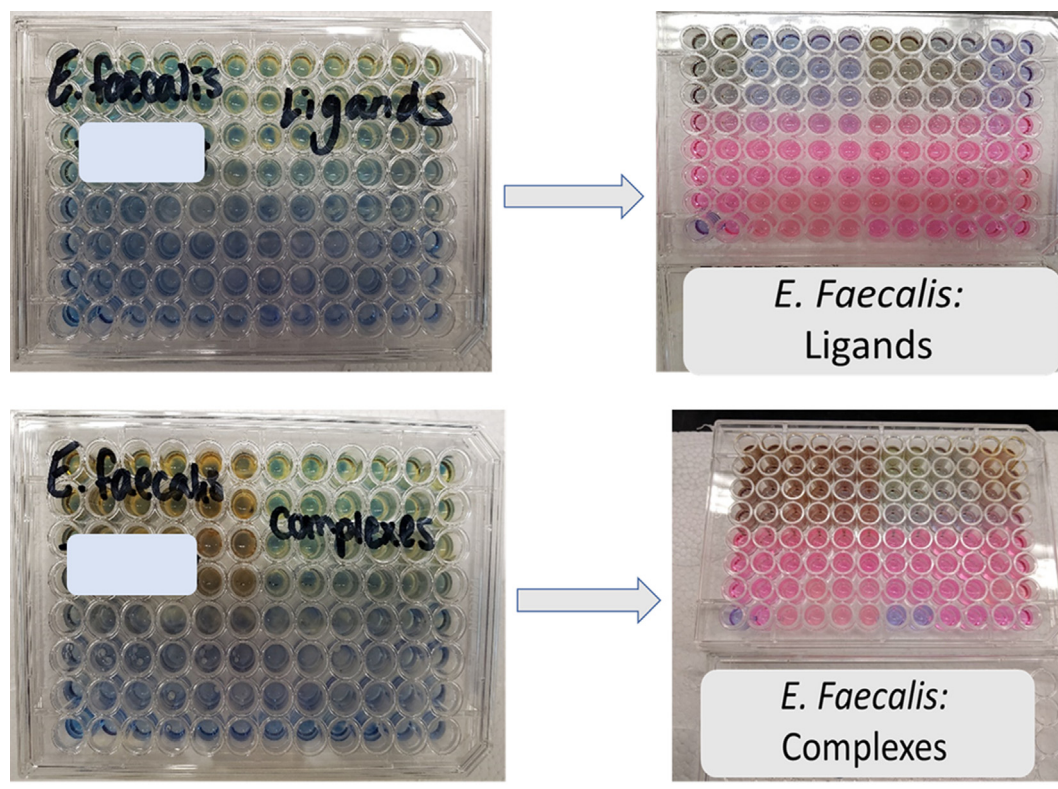 E. faecalis
Ligands
E. Faecalis:
Ligands
E. faecalis
Complexes
E. Faecalis:
Complexes